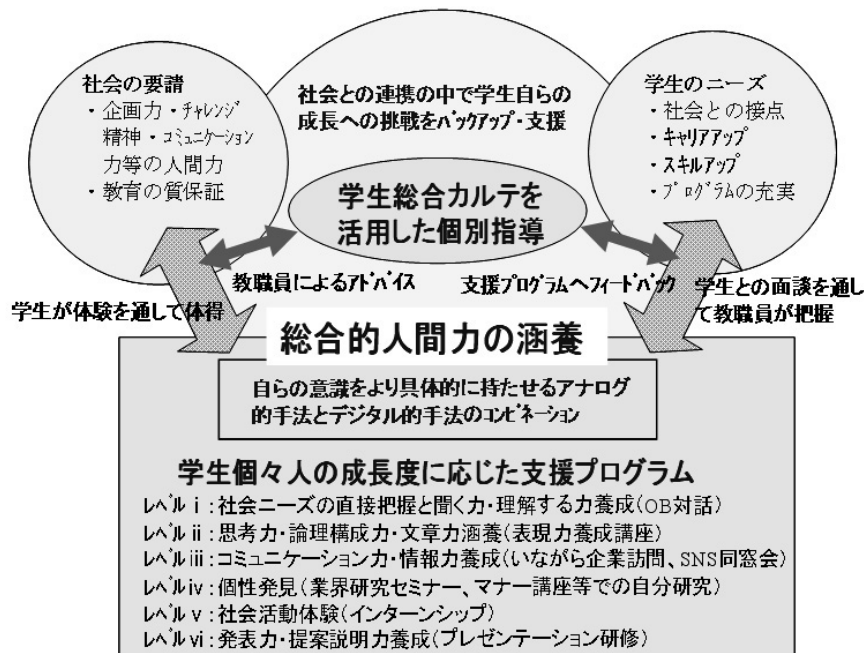 社会の要請
・企画力・ﾁｬﾚﾝｼﾞ
精神・ｺﾐｭﾆｹｰｼｮﾝ
力等の人間力
・教育の質保証
社会との連携の中で学生自らの
成長への挑戦をﾊﾞｯｸｱｯﾌﾟ・支援
学生のニーズ
・社会との接点
・キャリアアップ
・スキルアップ
・ﾌﾟﾛｸﾞﾗﾑの充実
学生総合カルテを
活用した個別指導
教職員によるｱﾄﾞﾊﾞｲｽ
支援プログラムへフィードﾊﾞｯｸ
学生が体験を通して体得
学生との面談を通し
て教職員が把握
総合的人間力の涵養
自らの意識をより具体的に持たせるアナログ
的手法とデジタル的手法のｺﾝﾋﾞﾈｰｼｮﾝ
学生個々人の成長度に応じた支援プログラム
ﾚﾍﾞﾙⅰ：社会ニーズの直接把握と聞く力・理解する力養成(OB対話)
ﾚﾍﾞﾙⅱ：思考力・論理構成力・文章力涵養(表現力養成講座)
ﾚﾍﾞﾙⅲ：コミュニケーション力・情報力養成(いながら企業訪問、SNS同窓会)
ﾚﾍﾞﾙⅳ：個性発見(業界研究セミナー、マナー講座等での自分研究)
ﾚﾍﾞﾙⅴ：社会活動体験(インターンシップ)
ﾚﾍﾞﾙⅵ：発表力・提案説明力養成(プレゼンテーション研修)